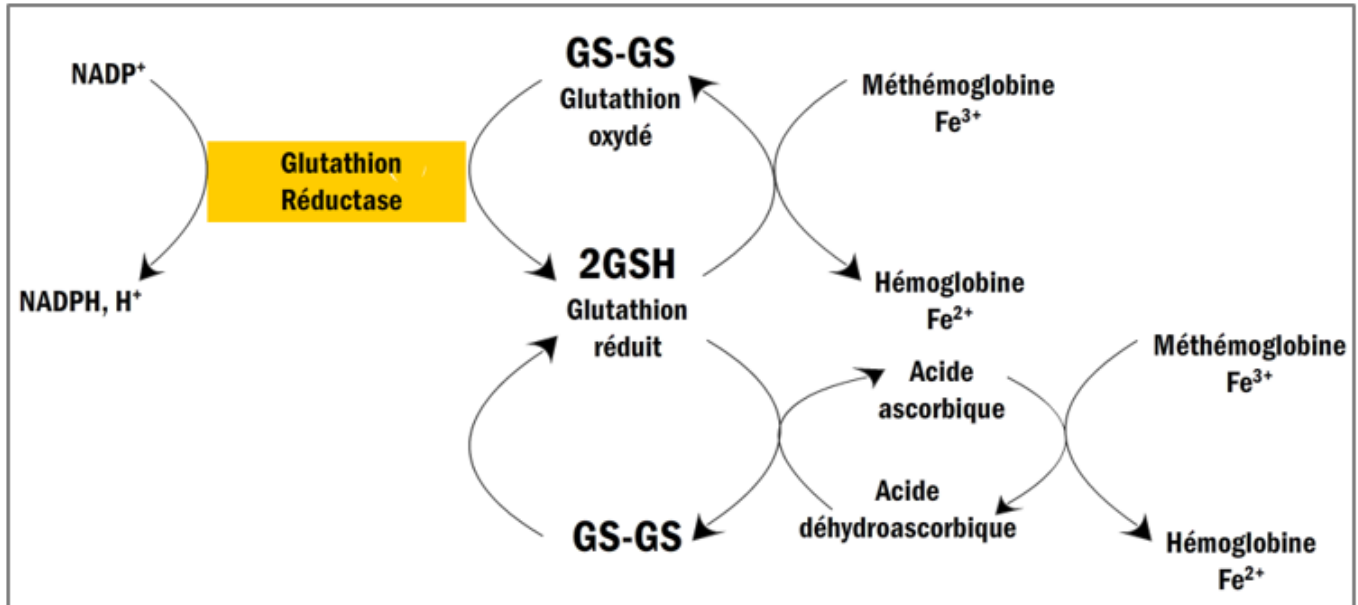 NADP⁺
GS-GS
Glutathion
oxydé
Méthémoglobine
Fe³⁺
Glutathion
Réductase
2GSH
Glutathion
réduit
NADPH, H⁺
Hémoglobine
Fe²⁺
Méthémoglobine
Fe³⁺
Acide
ascorbique
Acide
déhydroascorbique
GS-GS
Hémoglobine
Fe²⁺